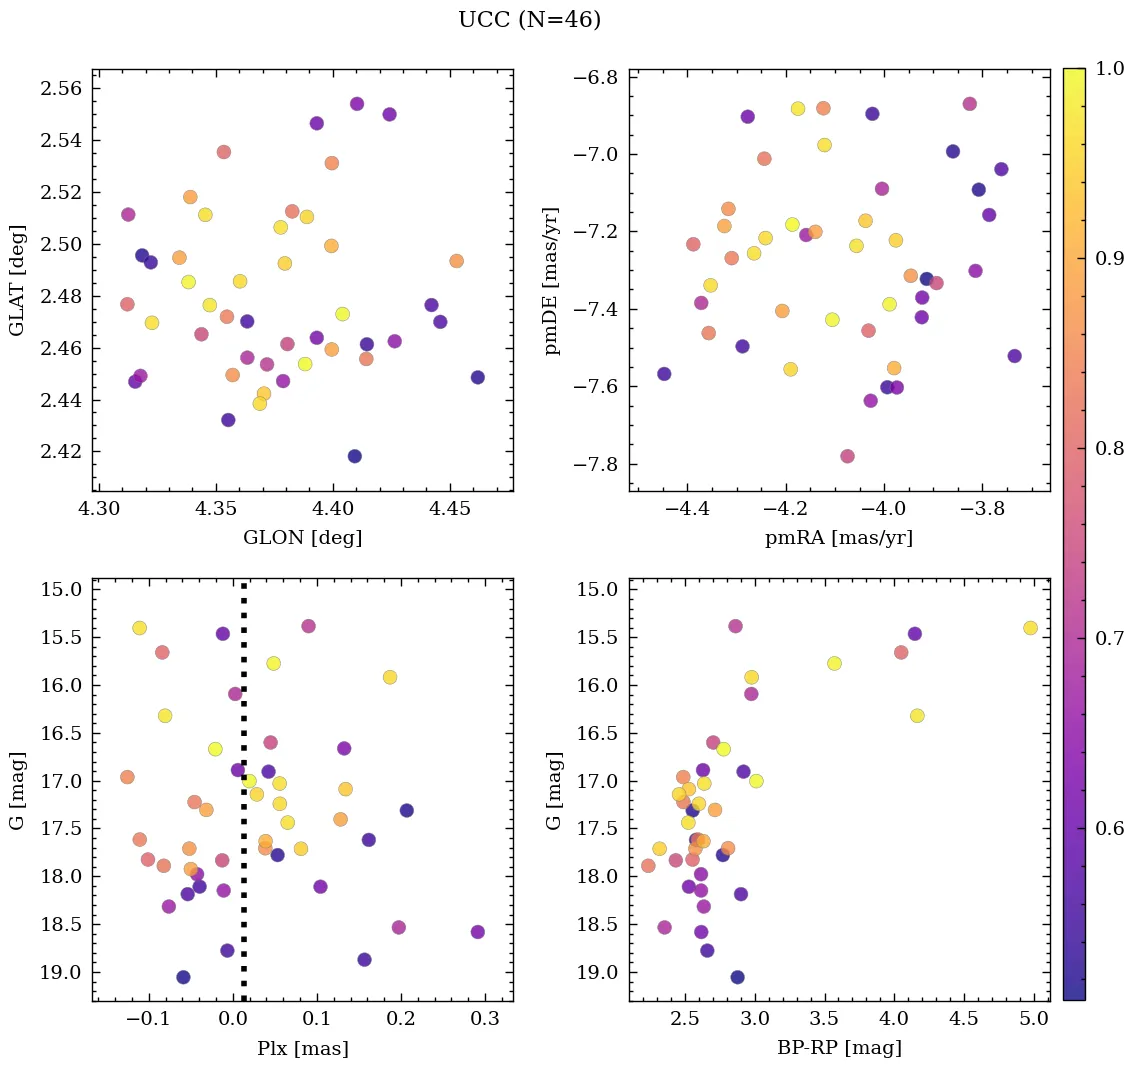 UCC (N=46)
2.56
2.54
2.52
2.50
2.48
2.46
2.44
2.42
GLAT [deg]
4.30 4.35 4.40 4.45
GLON [deg]
−6.8
−7.0
−7.2
−7.4
−7.6
−7.8
pmDE [mas/yr]
−4.4 −4.2 −4.0 −3.8
pmRA [mas/yr]
1.0
0.9
0.8
0.7
0.6
15.0
15.5
16.0
16.5
17.0
17.5
18.0
18.5
19.0
G [mag]
−0.1 0.0 0.1 0.2 0.3
Plx [mas]
15.0
15.5
16.0
16.5
17.0
17.5
18.0
18.5
19.0
G [mag]
2.5 3.0 3.5 4.0 4.5 5.0
BP-RP [mag]